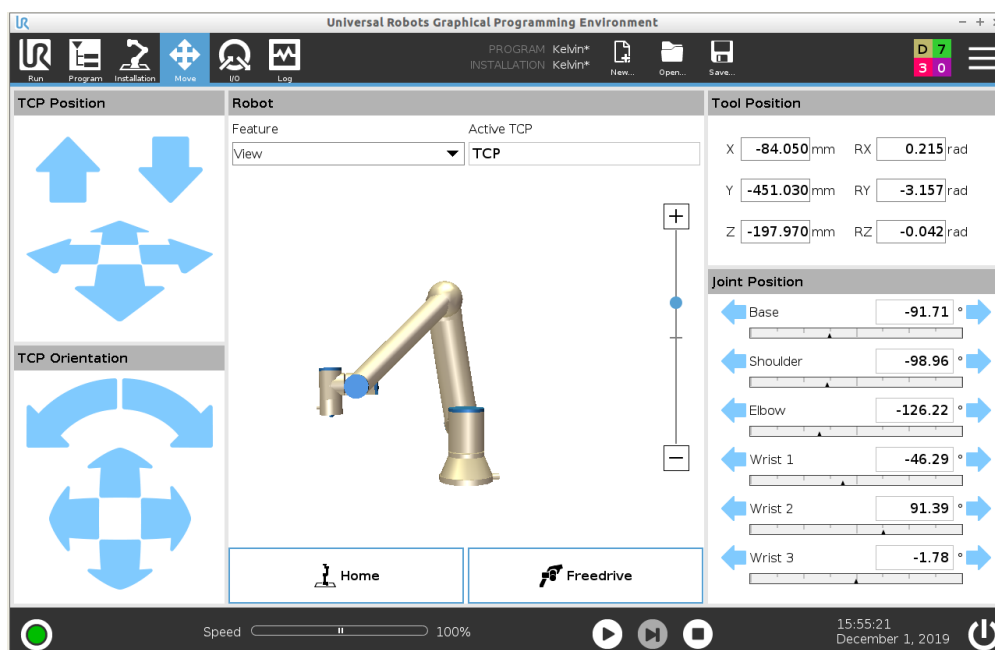 Universal Robots Graphical Programming Environment
Run
Program
Installation
Move
I/O
Log
PROGRAM Kelvin*
INSTALLATION Kelvin*
New...
Open...
Save...
D 7
3 0
TCP Position
Robot
Tool Position
Feature
Active TCP
View
TCP
X -84.050 mm RX 0.215 rad
Y -451.030 mm RY -3.157 rad
Z -197.970 mm RZ -0.042 rad
Joint Position
Base -91.71 °
Shoulder -98.96 °
Elbow -126.22 °
Wrist 1 -46.29 °
Wrist 2 91.39 °
Wrist 3 -1.78 °
TCP Orientation
Home
Freedrive
Speed 100%
15:55:21
December 1, 2019